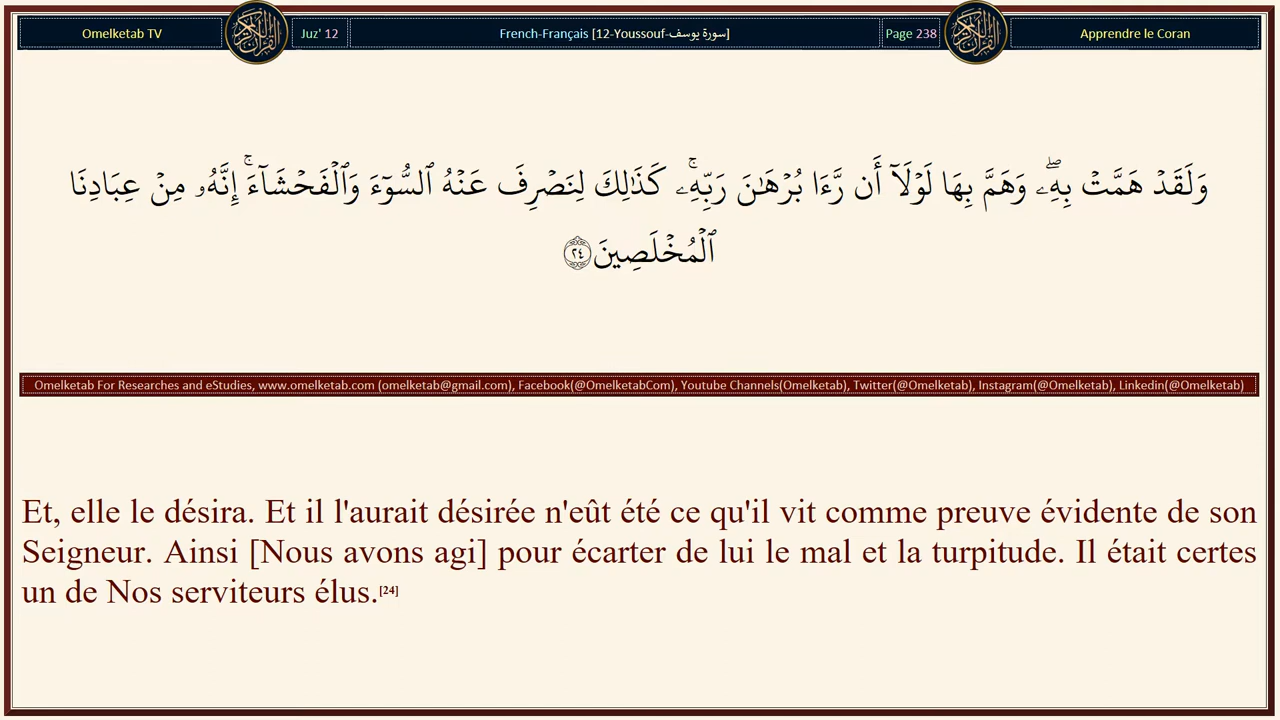 Omelketab TV
Juz' 12
French-Français [12-Youssouf-سورة يوسف]
Page 238
Apprendre le Coran
وَلَقَدۡ هَمَّتۡ بِهِۦۖ وَهَمَّ بِهَا لَوۡلَآ أَن رَّءَا بُرۡهَٰنَ رَبِّهِۦۚ كَذَٰلِكَ لِنَصۡرِفَ عَنۡهُ ٱلسُّوٓءَ وَٱلۡفَحۡشَآءَۚ إِنَّهُۥ مِنۡ عِبَادِنَا
ٱلۡمُخۡلَصِينَ ٢٤
Omelketab For Researches and eStudies, www.omelketab.com (omelketab@gmail.com), Facebook(@OmelketabCom), Youtube Channels(Omelketab), Twitter(@Omelketab), Instagram(@Omelketab), Linkedin(@Omelketab)
Et, elle le désira. Et il l'aurait désirée n'eût été ce qu'il vit comme preuve évidente de son
Seigneur. Ainsi [Nous avons agi] pour écarter de lui le mal et la turpitude. Il était certes
un de Nos serviteurs élus.[24]